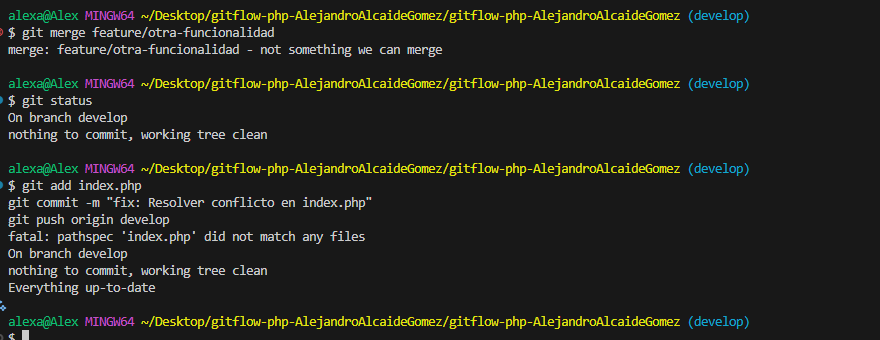 alexa@Alex MINGW64 ~/Desktop/gitflow-php-AlejandroAlcaideGomez/gitflow-php-AlejandroAlcaideGomez (develop)
$ git merge feature/otra-funcionalidad
merge: feature/otra-funcionalidad - not something we can merge
alexa@Alex MINGW64 ~/Desktop/gitflow-php-AlejandroAlcaideGomez/gitflow-php-AlejandroAlcaideGomez (develop)
$ git status
On branch develop
nothing to commit, working tree clean
alexa@Alex MINGW64 ~/Desktop/gitflow-php-AlejandroAlcaideGomez/gitflow-php-AlejandroAlcaideGomez (develop)
$ git add index.php
git commit -m "fix: Resolver conflicto en index.php"
git push origin develop
fatal: pathspec 'index.php' did not match any files
On branch develop
nothing to commit, working tree clean
Everything up-to-date
alexa@Alex MINGW64 ~/Desktop/gitflow-php-AlejandroAlcaideGomez/gitflow-php-AlejandroAlcaideGomez (develop)
$